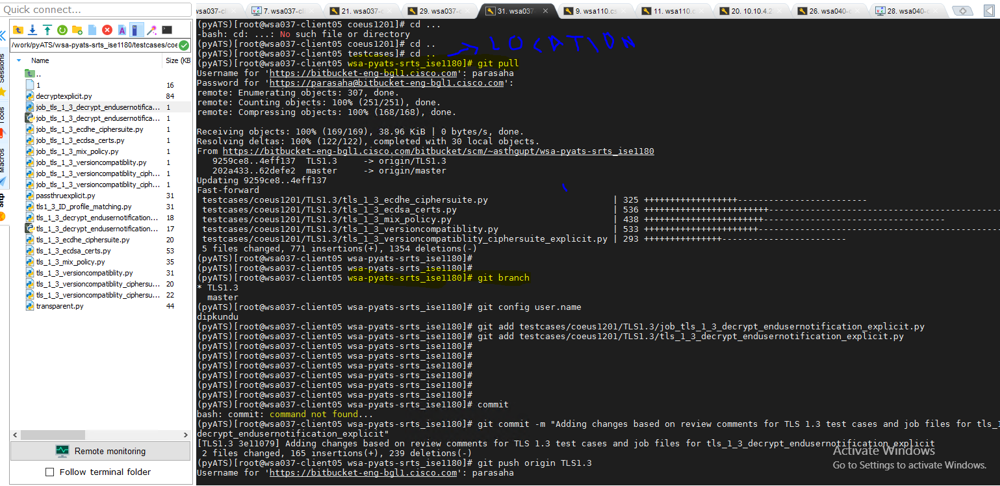 Quick connect...
wsa037-cli
7. wsa037-cli
21. wsa037-c
29. wsa037-c
31. wsa037
9. wsa110.cs
11. wsa110.c
20. 10.10.4.2
26. wsa040-c
28. wsa040-c
/work/pyATS/wsa-pyats-srts_ise1180/testcases/coe
Sessions
Tools
Macros
Sftp
Name
Size (KB
..
1 16
decryptexplicit.py 84
job_tls_1_3_decrypt_endusernotifica... 1
job_tls_1_3_decrypt_endusernotifica... 1
job_tls_1_3_ecdhe_ciphersuite.py 1
job_tls_1_3_ecdsa_certs.py 1
job_tls_1_3_mix_policy.py 1
job_tls_1_3_versioncompatiblity.py 1
job_tls_1_3_versioncompatiblity_ciph... 1
job_tls_1_3_versioncompatiblity_ciph... 1
passthruexplicit.py 31
tls1_3_ID_profile_matching.py 31
tls_1_3_decrypt_endusernotification... 18
tls_1_3_decrypt_endusernotification... 17
tls_1_3_ecdhe_ciphersuite.py 20
tls_1_3_ecdsa_certs.py 53
tls_1_3_mix_policy.py 35
tls_1_3_versioncompatiblity.py 31
tls_1_3_versioncompatiblity_ciphersu... 20
tls_1_3_versioncompatiblity_ciphersu... 22
transparent.py 44
Remote monitoring
Follow terminal folder
(pyATS)[root@wsa037-client05 coeus1201]# cd ...
-bash: cd: ...: No such file or directory
(pyATS)[root@wsa037-client05 coeus1201]# cd ..
(pyATS)[root@wsa037-client05 testcases]# cd ..
LOCATION
(pyATS)[root@wsa037-client05 wsa-pyats-srts_ise1180]# git pull
Username for 'https://bitbucket-eng-bgl1.cisco.com': parasaha
Password for 'https://parasaha@bitbucket-eng-bgl1.cisco.com':
remote: Enumerating objects: 307, done.
remote: Counting objects: 100% (251/251), done.
remote: Compressing objects: 100% (168/168), done.
Receiving objects: 100% (169/169), 38.96 KiB | 0 bytes/s, done.
Resolving deltas: 100% (122/122), completed with 30 local objects.
From https://bitbucket-eng-bgl1.cisco.com/bitbucket/scm/~asthgupt/wsa-pyats-srts_ise1180
9259ce8..4eff137 TLS1.3 -> origin/TLS1.3
202a433..62defe2 master -> origin/master
Updating 9259ce8..4eff137
Fast-forward
testcases/coeus1201/TLS1.3/tls_1_3_ecdhe_ciphersuite.py | 325 ++++++++++++++++++-------------------------
testcases/coeus1201/TLS1.3/tls_1_3_ecdsa_certs.py | 536 ++++++++++++++++++++++++---------------------------------------------
testcases/coeus1201/TLS1.3/tls_1_3_mix_policy.py | 438 +++++++++++++++++++++++-----------------------------------
testcases/coeus1201/TLS1.3/tls_1_3_versioncompatiblity.py | 533 ++++++++++++++++++++++-----------------------------------------------
testcases/coeus1201/TLS1.3/tls_1_3_versioncompatiblity_ciphersuite_explicit.py | 293 +++++++++++++++------------------------
5 files changed, 771 insertions(+), 1354 deletions(-)
(pyATS)[root@wsa037-client05 wsa-pyats-srts_ise1180]#
(pyATS)[root@wsa037-client05 wsa-pyats-srts_ise1180]#
(pyATS)[root@wsa037-client05 wsa-pyats-srts_ise1180]# git branch
* TLS1.3
master
(pyATS)[root@wsa037-client05 wsa-pyats-srts_ise1180]# git config user.name
dipkundu
(pyATS)[root@wsa037-client05 wsa-pyats-srts_ise1180]# git add testcases/coeus1201/TLS1.3/job_tls_1_3_decrypt_endusernotification_explicit.py
(pyATS)[root@wsa037-client05 wsa-pyats-srts_ise1180]# git add testcases/coeus1201/TLS1.3/tls_1_3_decrypt_endusernotification_explicit.py
(pyATS)[root@wsa037-client05 wsa-pyats-srts_ise1180]#
(pyATS)[root@wsa037-client05 wsa-pyats-srts_ise1180]#
(pyATS)[root@wsa037-client05 wsa-pyats-srts_ise1180]#
(pyATS)[root@wsa037-client05 wsa-pyats-srts_ise1180]#
(pyATS)[root@wsa037-client05 wsa-pyats-srts_ise1180]#
(pyATS)[root@wsa037-client05 wsa-pyats-srts_ise1180]#
(pyATS)[root@wsa037-client05 wsa-pyats-srts_ise1180]# commit
bash: commit: command not found...
(pyATS)[root@wsa037-client05 wsa-pyats-srts_ise1180]# git commit -m "Adding changes based on review comments for TLS 1.3 test cases and job files for tls_1
decrypt_endusernotification_explicit"
[TLS1.3 3e11079] Adding changes based on review comments for TLS 1.3 test cases and job files for tls_1_3_decrypt_endusernotification_explicit
2 files changed, 165 insertions(+), 239 deletions(-)
(pyATS)[root@wsa037-client05 wsa-pyats-srts_ise1180]# git push origin TLS1.3
Username for 'https://bitbucket-eng-bgl1.cisco.com': parasaha
Activate Windows
Go to Settings to activate Windows.